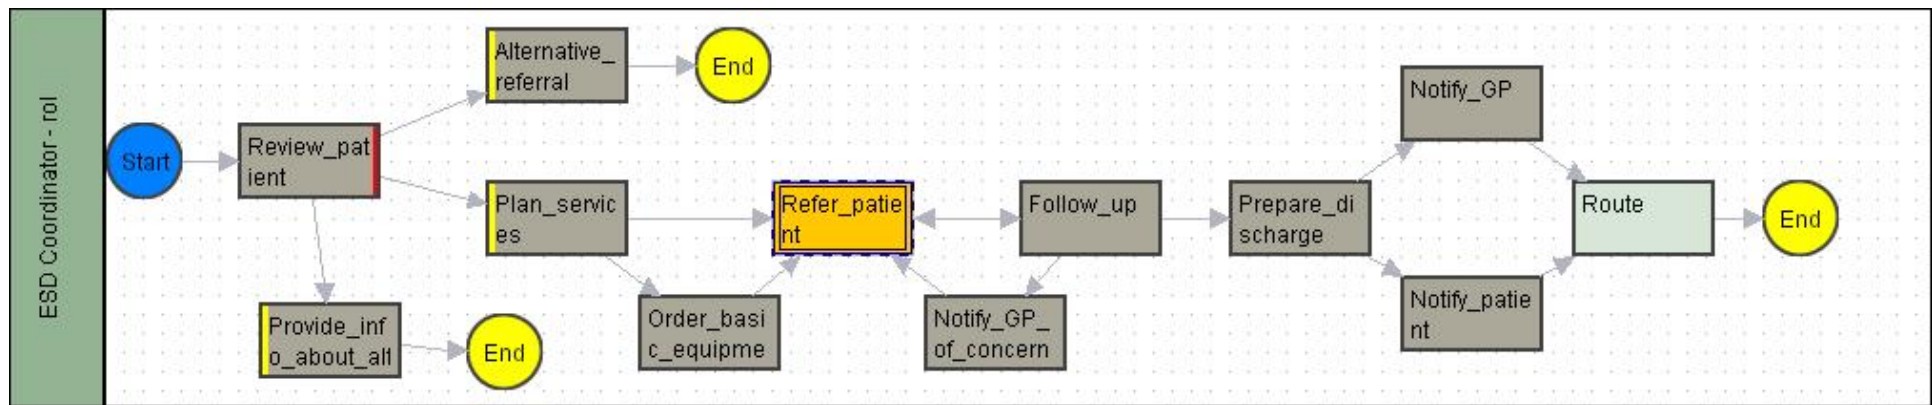 ESD Coordinator - rol
Start
Review_pat
ient
Alternative_
referral
End
Plan_servic
es
Provide_inf
o_about_alt
End
Order_basi
c_equipme
Refer_patie
nt
Follow_up
Notify_GP_
of_concern
Prepare_di
scharge
Notify_GP
Notify_patie
nt
Route
End